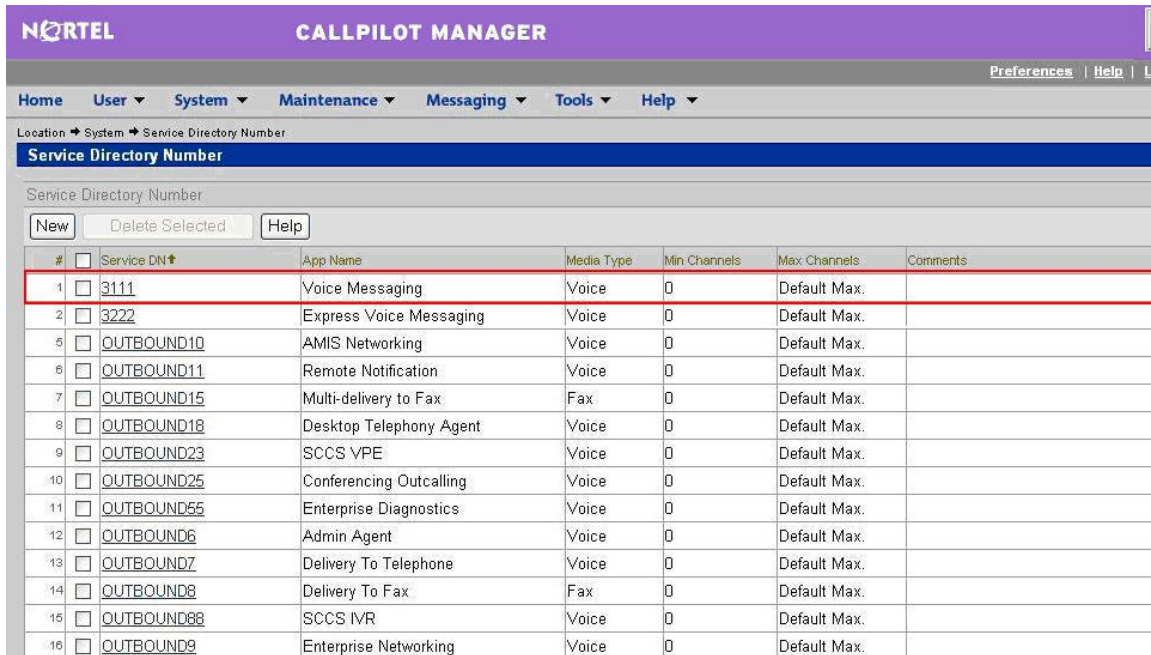 NORTEL CALLPILOT MANAGER
Preferences | Help |
Home User System Maintenance Messaging Tools Help
Location → System → Service Directory Number
Service Directory Number
Service Directory Number
New Delete Selected Help
# Service DN App Name Media Type Min Channels Max Channels Comments
1 3111 Voice Messaging Voice 0 Default Max.
2 3222 Express Voice Messaging Voice 0 Default Max.
5 OUTBOUND10 AMIS Networking Voice 0 Default Max.
6 OUTBOUND11 Remote Notification Voice 0 Default Max.
7 OUTBOUND15 Multi-delivery to Fax Fax 0 Default Max.
8 OUTBOUND18 Desktop Telephony Agent Voice 0 Default Max.
9 OUTBOUND23 SCCS VPE Voice 0 Default Max.
10 OUTBOUND25 Conferencing Outcalling Voice 0 Default Max.
11 OUTBOUND55 Enterprise Diagnostics Voice 0 Default Max.
12 OUTBOUND6 Admin Agent Voice 0 Default Max.
13 OUTBOUND7 Delivery To Telephone Voice 0 Default Max.
14 OUTBOUND8 Delivery To Fax Fax 0 Default Max.
15 OUTBOUND88 SCCS IVR Voice 0 Default Max.
16 OUTBOUND9 Enterprise Networking Voice 0 Default Max.